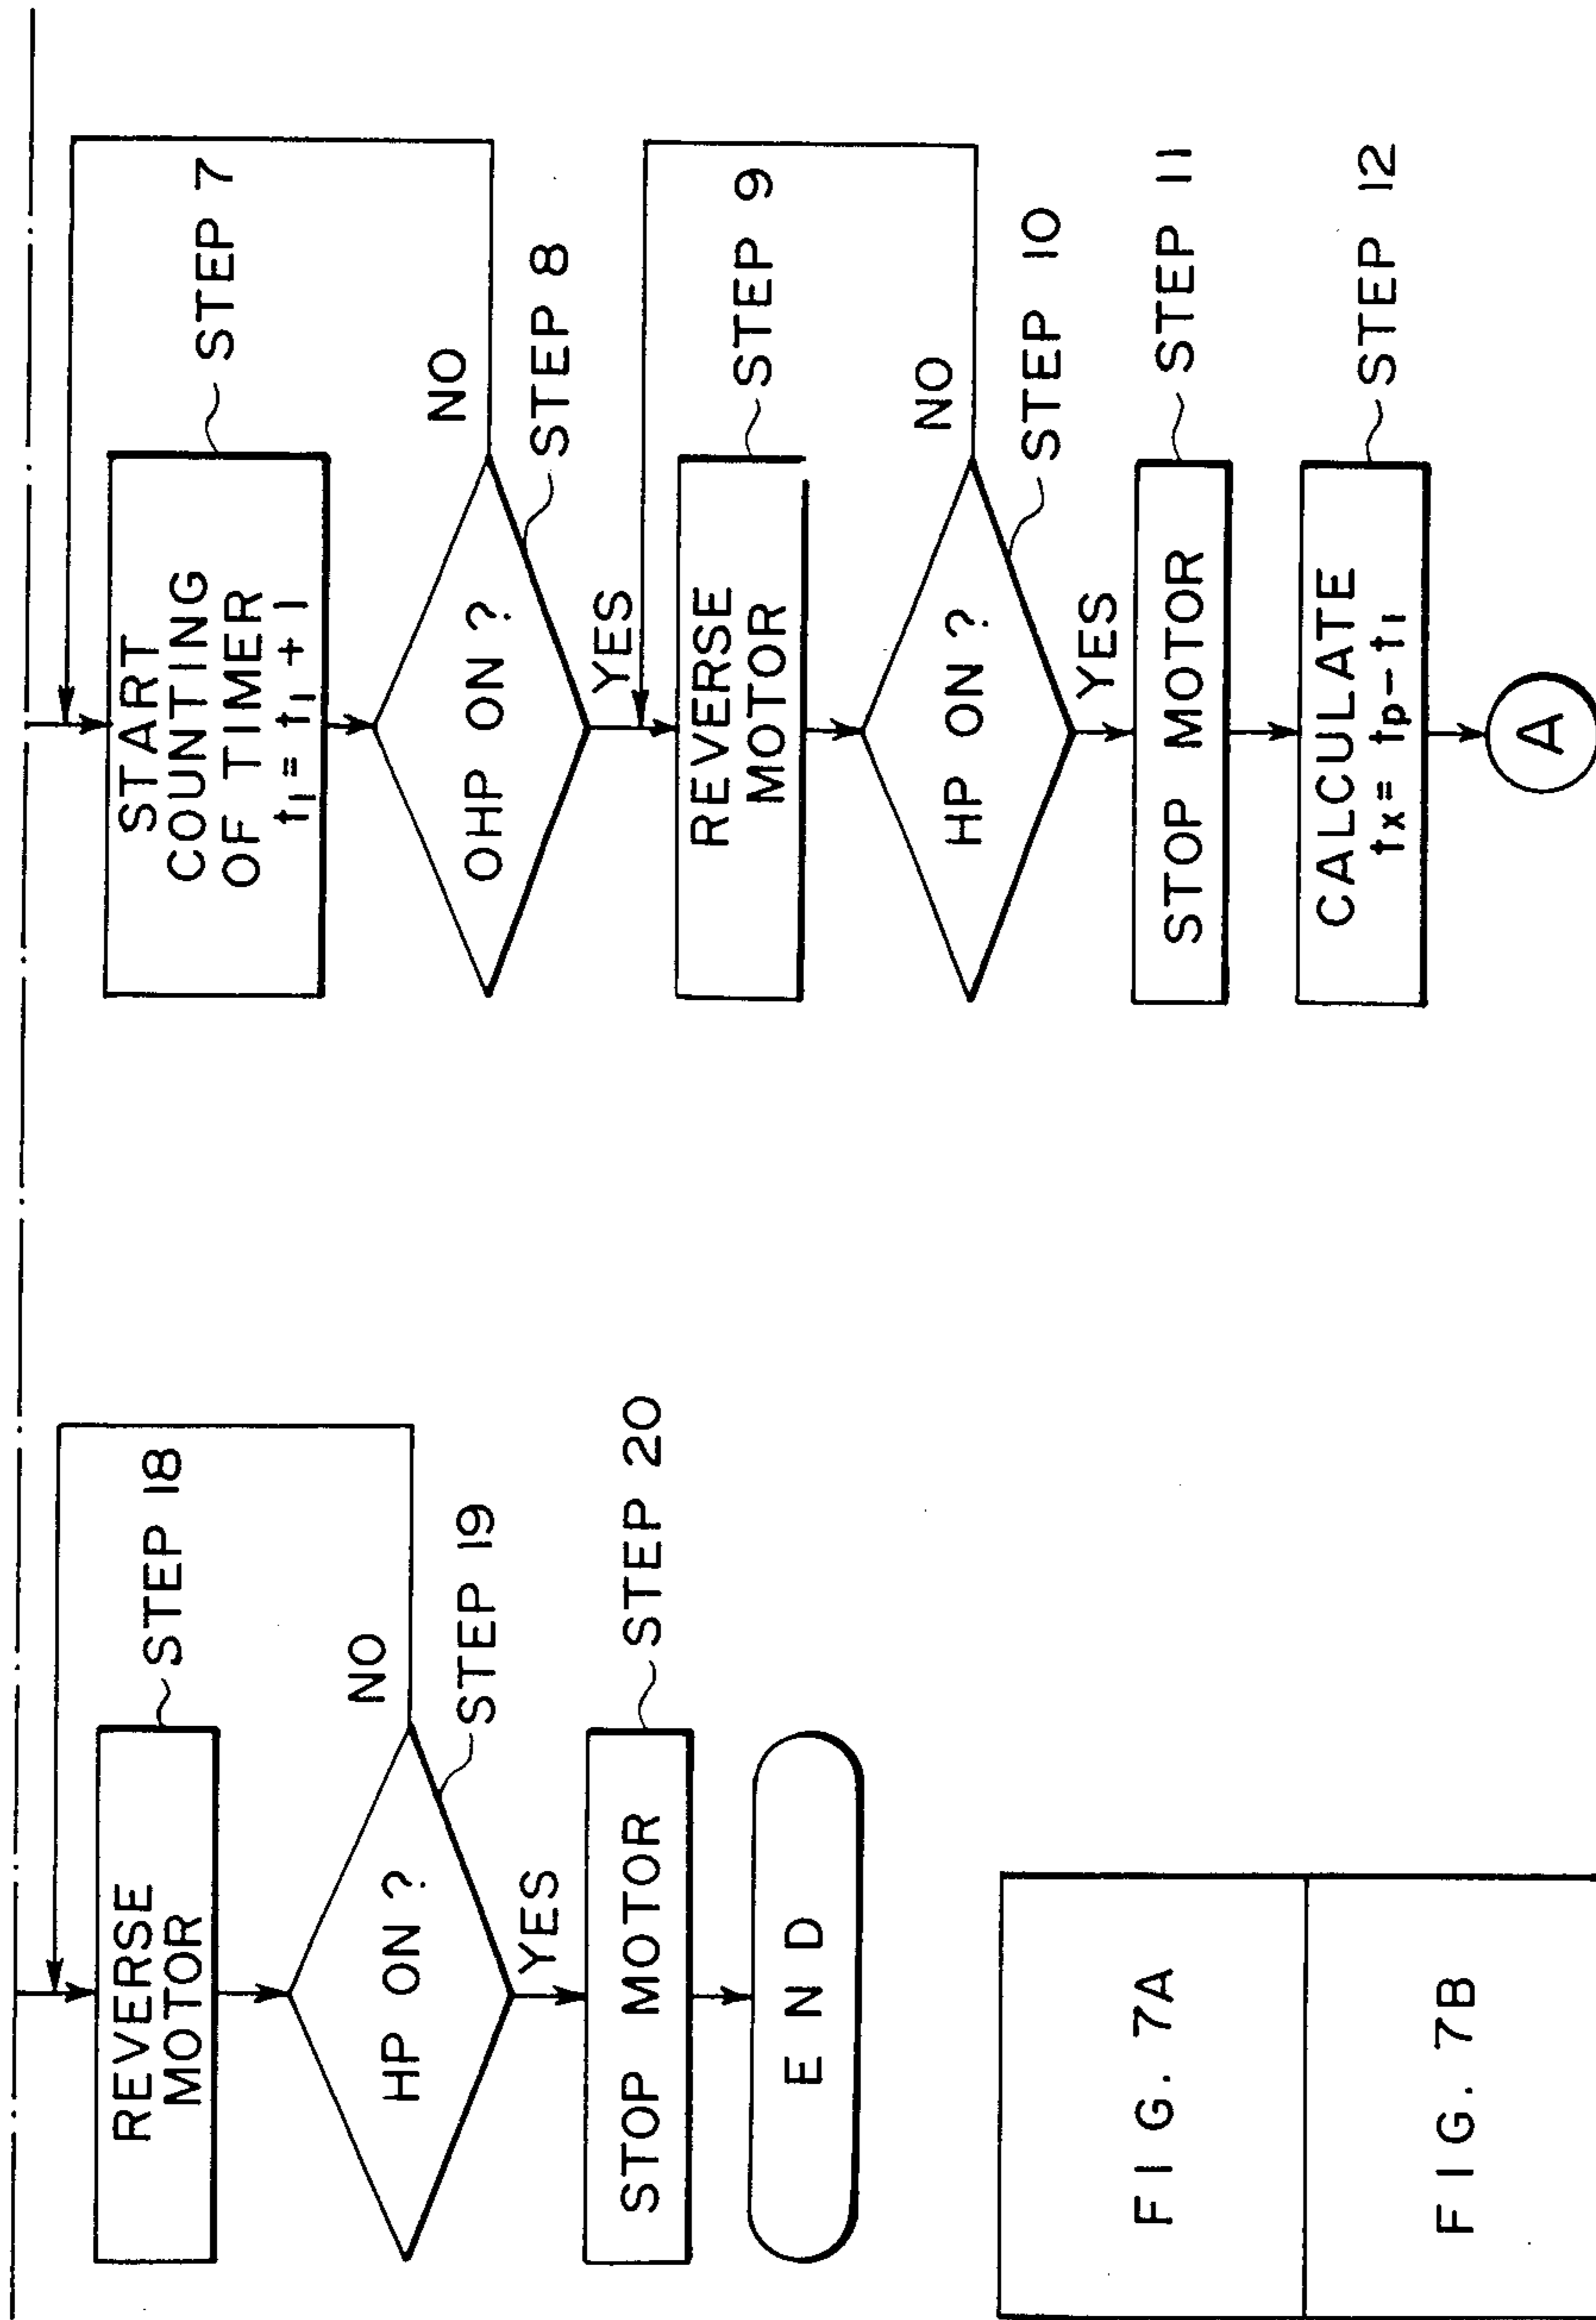 REVERSE
MOTOR
STEP 18
HP ON ?
NO
STEP 19
YES
STOP MOTOR
STEP 20
END
FIG. 7A
FIG. 7B
START
COUNTING
OF TIMER
t1 = t1 + 1
STEP 7
OHP ON ?
NO
STEP 8
YES
REVERSE
MOTOR
STEP 9
HP ON ?
NO
STEP 10
YES
STOP MOTOR
STEP 11
CALCULATE
tx = tp - t1
STEP 12
A